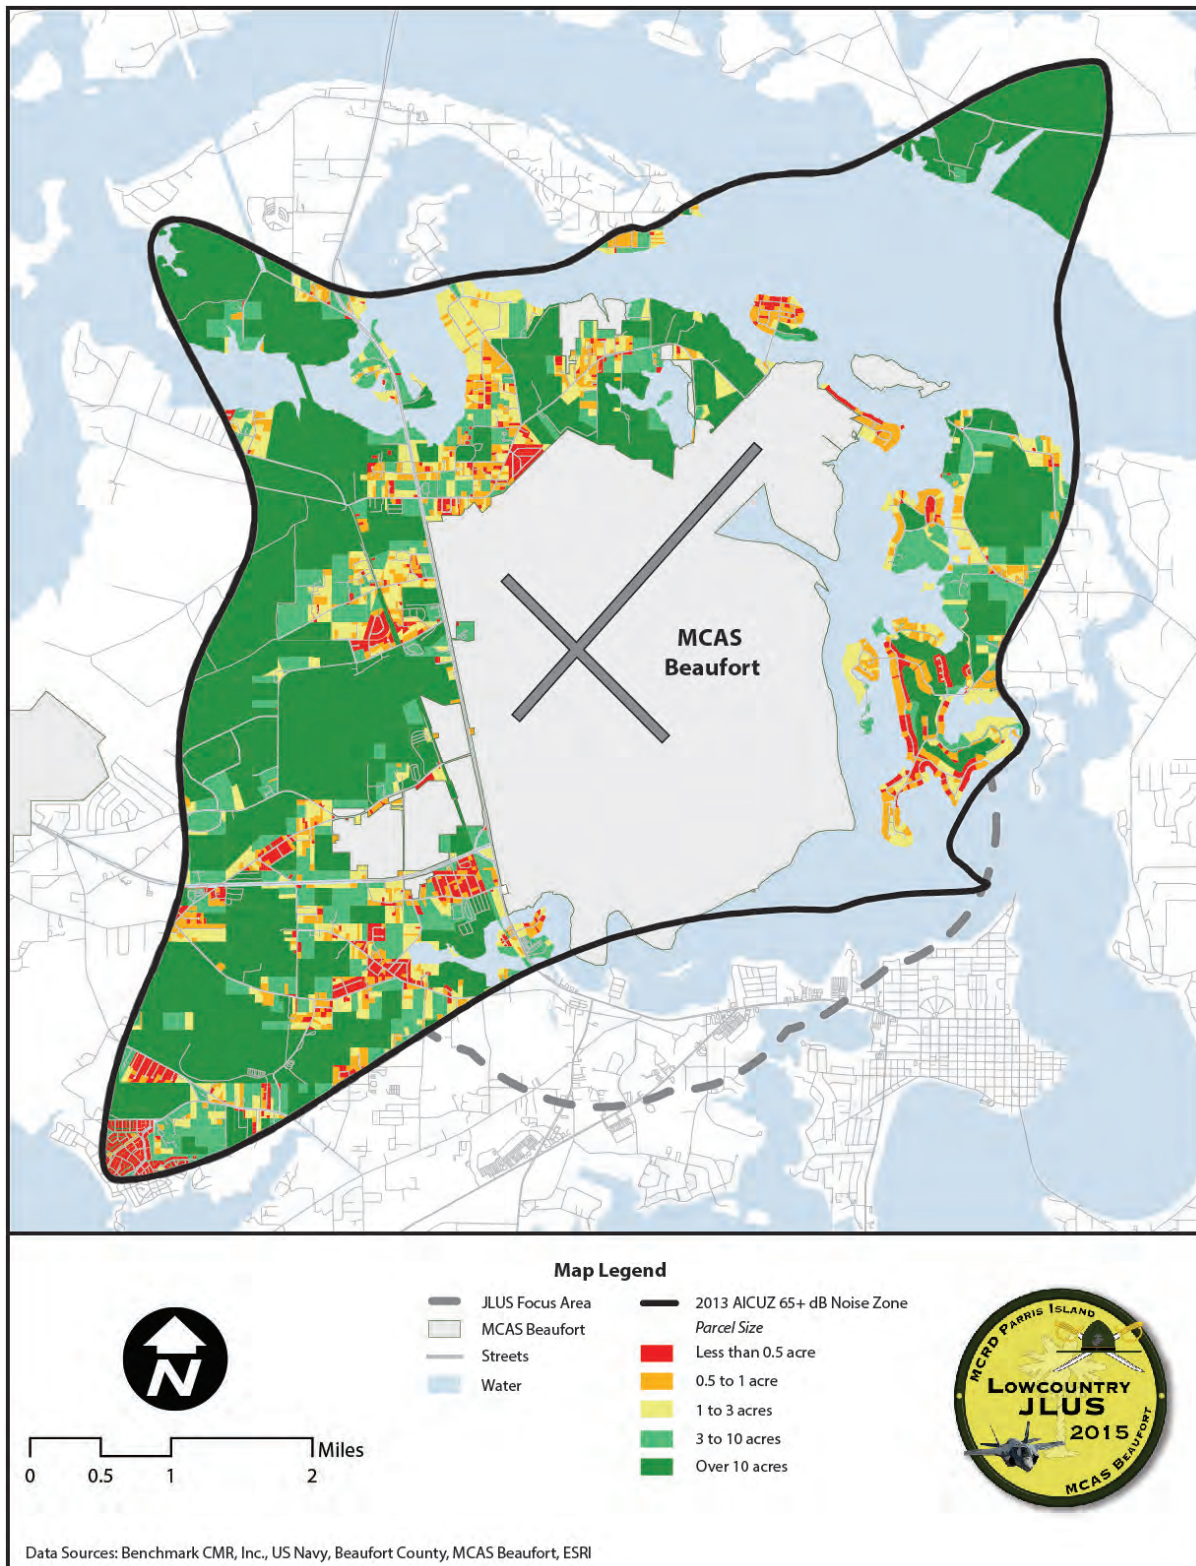 MCAS
Beaufort
Map Legend
JLUS Focus Area
MCAS Beaufort
Streets
Water
2013 AICUZ 65+ dB Noise Zone
Parcel Size
Less than 0.5 acre
0.5 to 1 acre
1 to 3 acres
3 to 10 acres
Over 10 acres
N
Miles
0 0.5 1 2
MCRD PARRIS ISLAND
LOWCOUNTRY
JLUS
2015
MCAS BEAUFORT
Data Sources: Benchmark CMR, Inc., US Navy, Beaufort County, MCAS Beaufort, ESRI